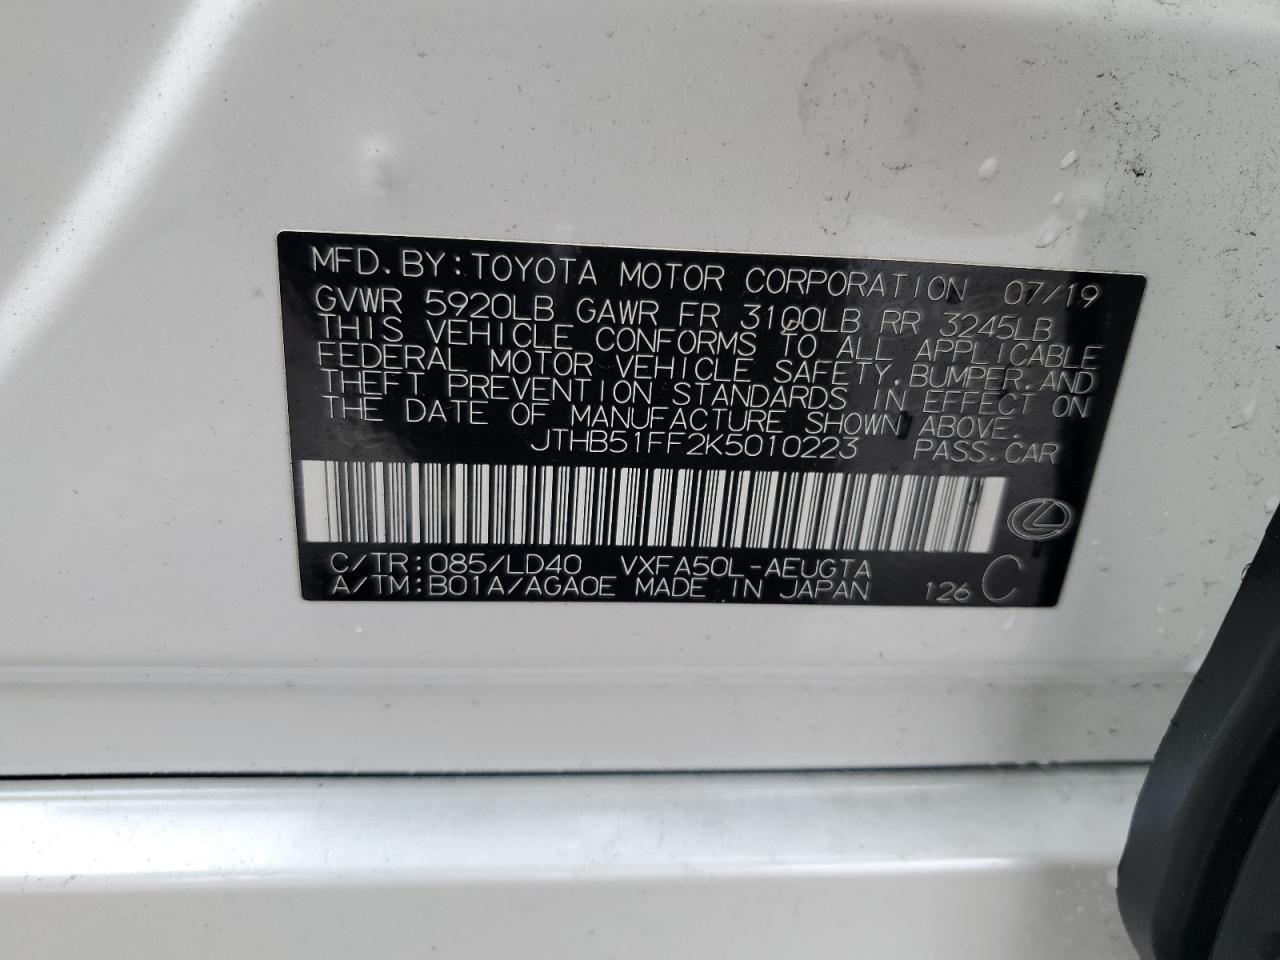 MFD.BY:TOYOTA MOTOR CORPORATION 07/19
GVWR 5920LB GAWR FR 3100LB RR 3245LB
THIS VEHICLE CONFORMS TO ALL APPLICABLE
FEDERAL MOTOR VEHICLE SAFETY,BUMPER,AND
THEFT PREVENTION STANDARDS IN EFFECT ON
THE DATE OF MANUFACTURE SHOWN ABOVE.
JTHB51FF2K5010223 PASS.CAR
C/TR:085/LD40 VXFA50L-AEUGTA
A/TM:B01A/AGA0E MADE IN JAPAN 126 C